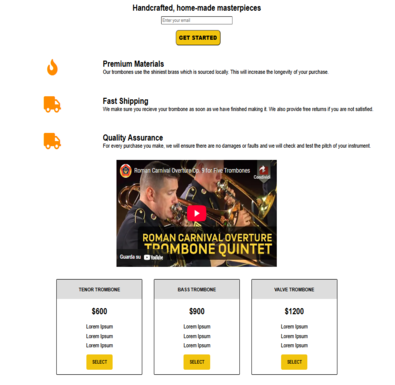 Handcrafted, home-made masterpieces
Enter your email
GET STARTED
Premium Materials
Our trombones use the shiniest brass which is sourced locally. This will increase the longevity of your purchase.
Fast Shipping
We make sure you recieve your trombone as soon as we have finished making it. We also provide free returns if you are not satisfied.
Quality Assurance
For every purchase you make, we will ensure there are no damages or faults and we will check and test the pitch of your instrument.
Roman Carnival Overture Op. 9 for Five Trombones
Condividi
ROMAN CARNIVAL OVERTURE
TROMBONE QUINTET
Guarda su YouTube
TENOR TROMBONE
BASS TROMBONE
VALVE TROMBONE
$600
$900
$1200
Lorem Ipsum
Lorem Ipsum
Lorem Ipsum
Lorem Ipsum
Lorem Ipsum
Lorem Ipsum
Lorem Ipsum
Lorem Ipsum
Lorem Ipsum
SELECT
SELECT
SELECT